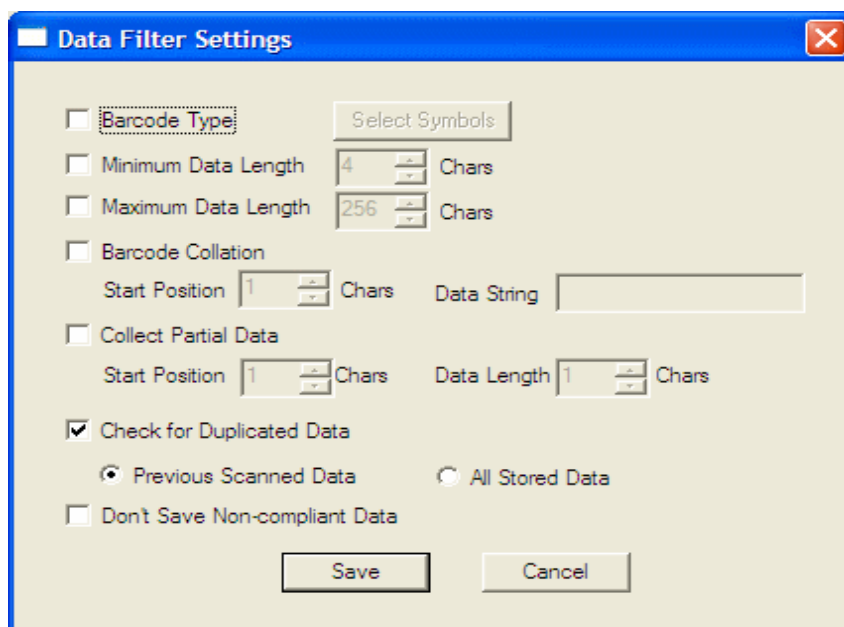 Data Filter Settings
Barcode Type Select Symbols
Minimum Data Length 4 Chars
Maximum Data Length 256 Chars
Barcode Collation
Start Position 1 Chars Data String
Collect Partial Data
Start Position 1 Chars Data Length 1 Chars
Check for Duplicated Data
Previous Scanned Data All Stored Data
Don't Save Non-compliant Data
Save Cancel